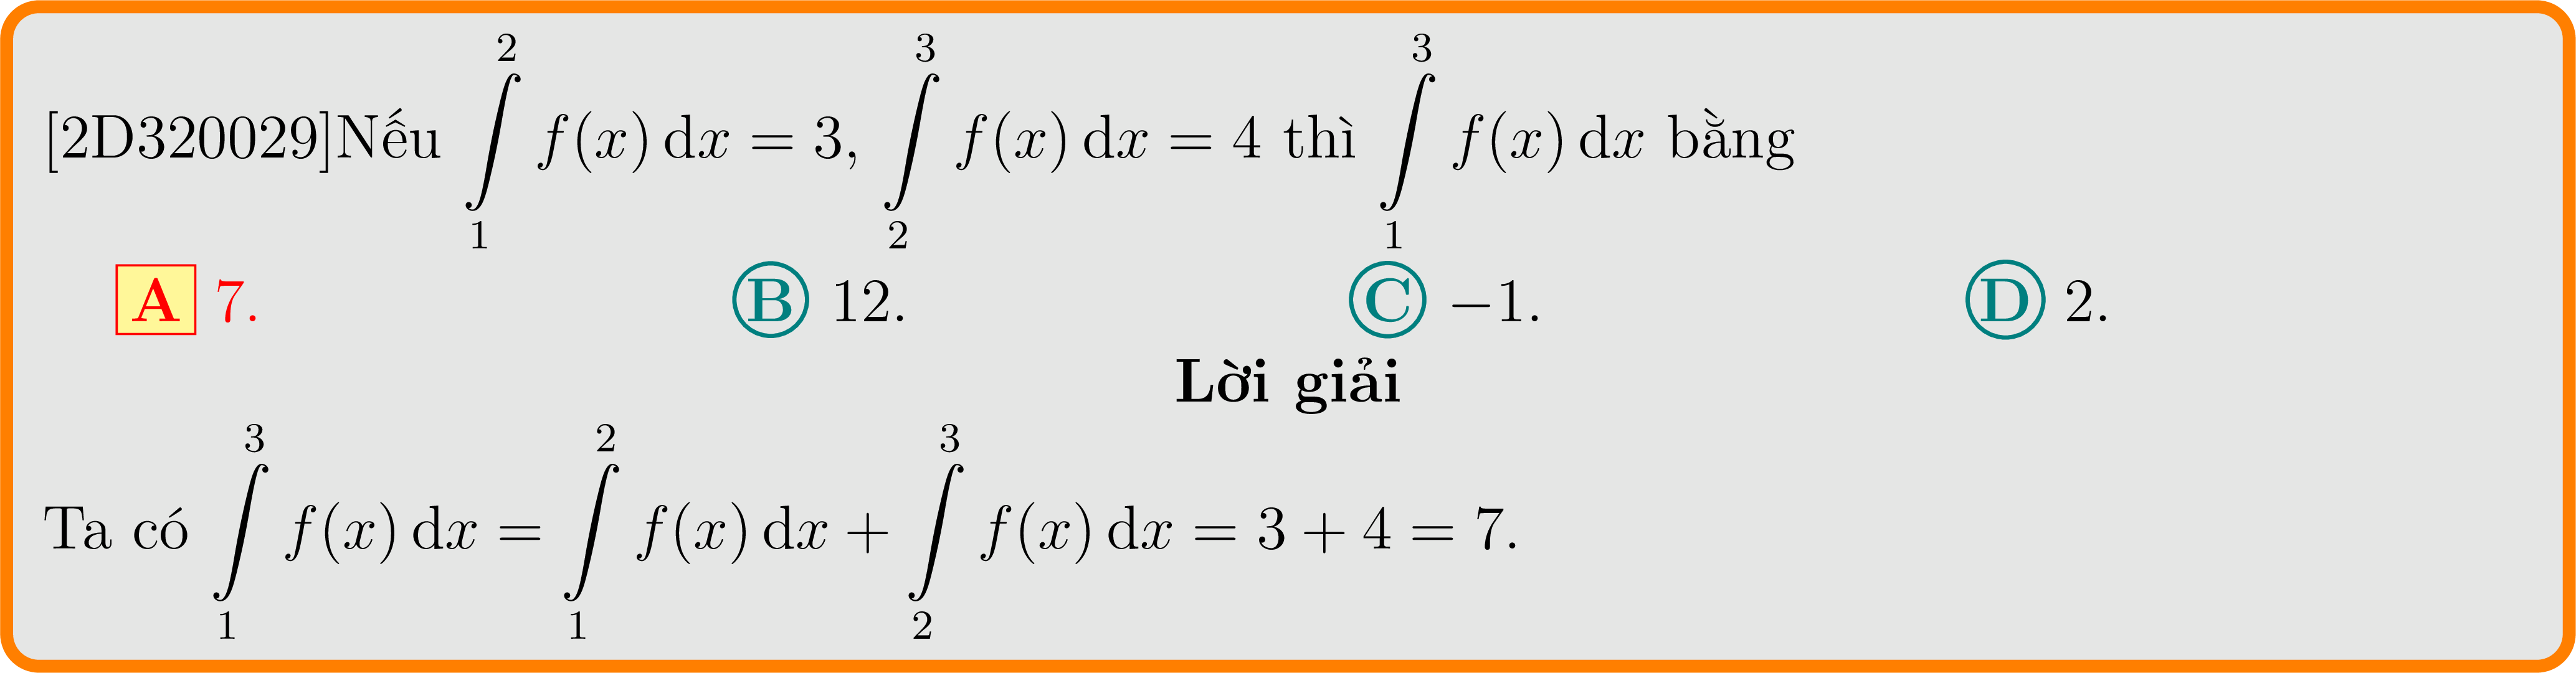 [2D320029]Nếu $\int\limits_1^2 f(x)\,\mathrm{d}x = 3$, $\int\limits_2^3 f(x)\,\mathrm{d}x = 4$ thì $\int\limits_1^3 f(x)\,\mathrm{d}x$ bằng
A 7. B 12. C −1. D 2.
Lời giải
Ta có $\int\limits_1^3 f(x)\,\mathrm{d}x = \int\limits_1^2 f(x)\,\mathrm{d}x + \int\limits_2^3 f(x)\,\mathrm{d}x = 3 + 4 = 7$.